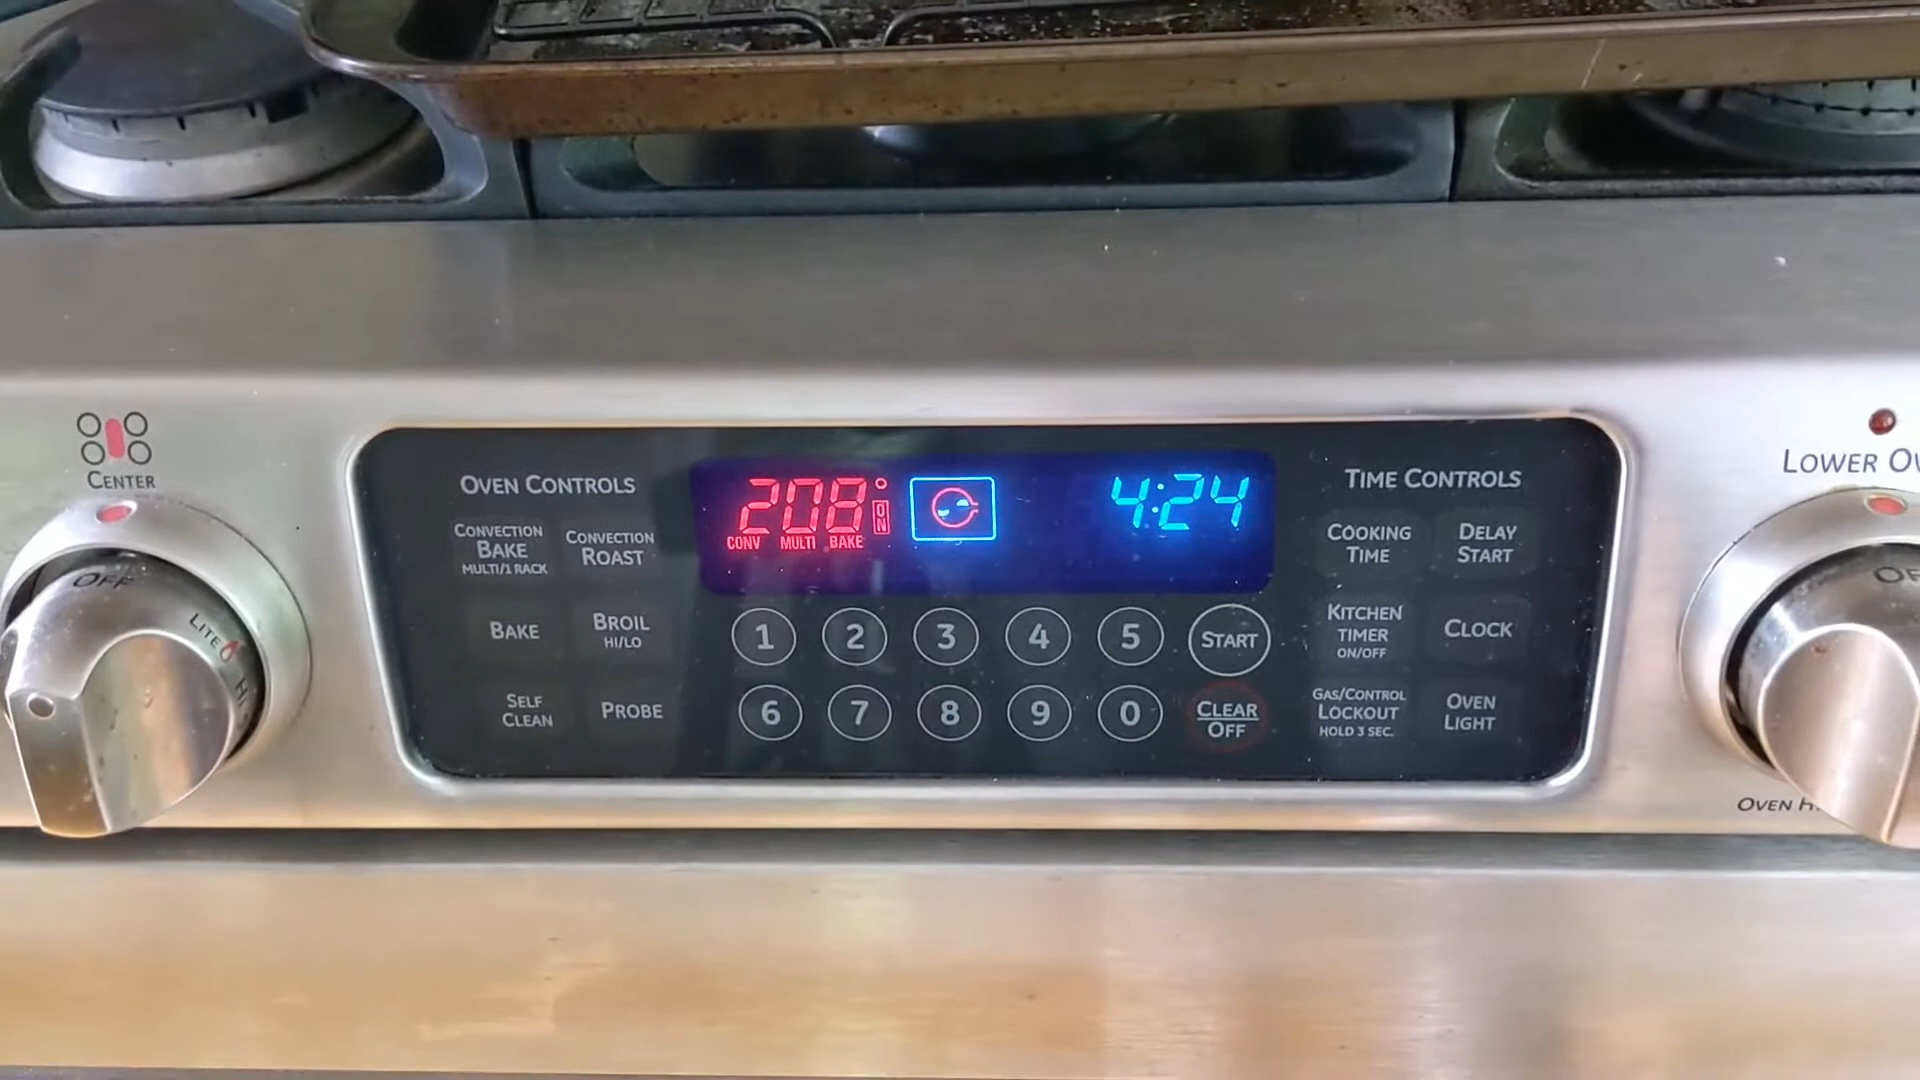 CENTER
OFF
LITE
HI
OVEN CONTROLS
CONVECTION
BAKE
MULTI/1 RACK
CONVECTION
ROAST
BAKE
BROIL
HI/LO
SELF
CLEAN
PROBE
208°
ON
CONV MULTI BAKE
4:24
1 2 3 4 5 START
6 7 8 9 0 CLEAR
OFF
TIME CONTROLS
COOKING
TIME
DELAY
START
KITCHEN
TIMER
ON/OFF
CLOCK
GAS/CONTROL
LOCKOUT
HOLD 3 SEC.
OVEN
LIGHT
LOWER
OVEN